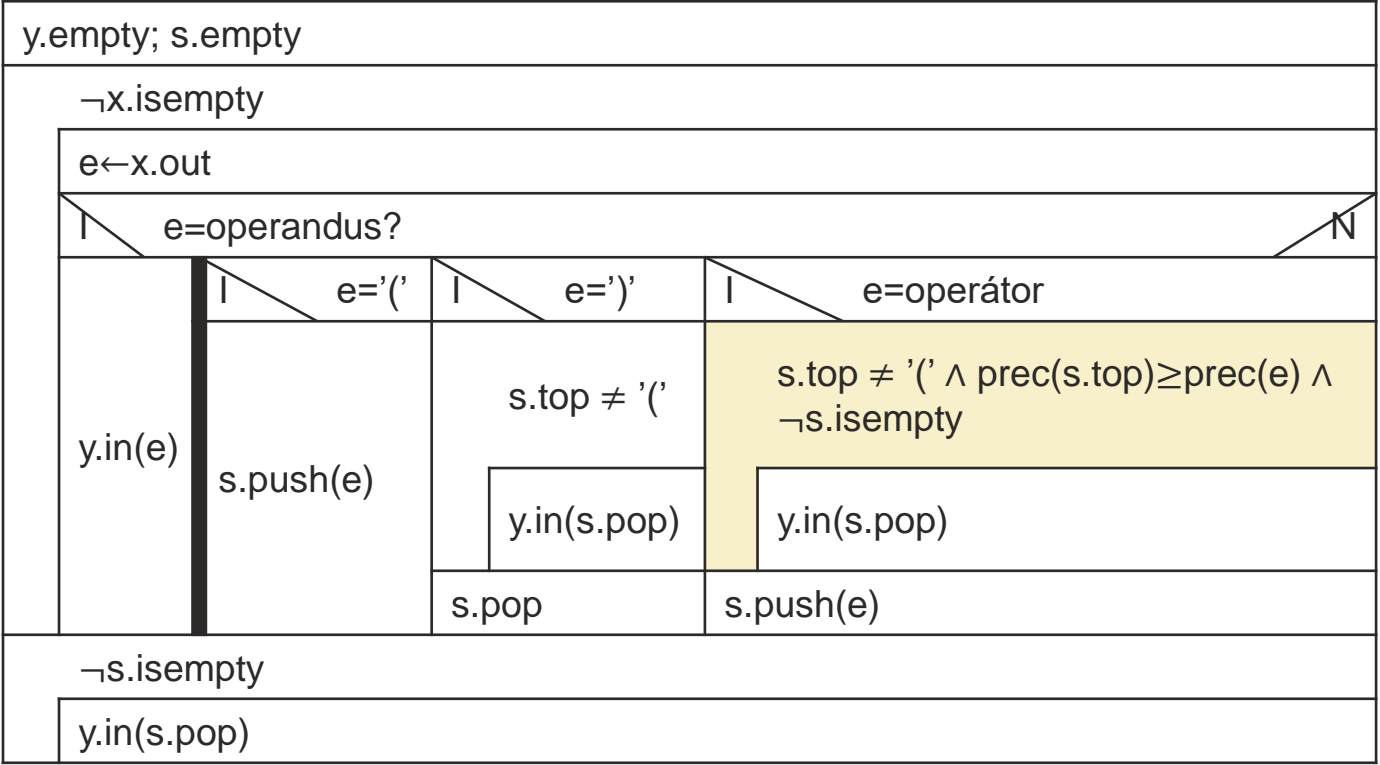 y.empty; s.empty
¬x.isempty
e←x.out
I e=operandus? N
I e='(' I e=')' I e=operátor
s.top ≠ ’(‘ ∧ prec(s.top)≥prec(e) ∧
¬s.isempty
s.top ≠ ’(‘
y.in(e)
s.push(e)
y.in(s.pop)
y.in(s.pop)
s.pop
s.push(e)
¬s.isempty
y.in(s.pop)